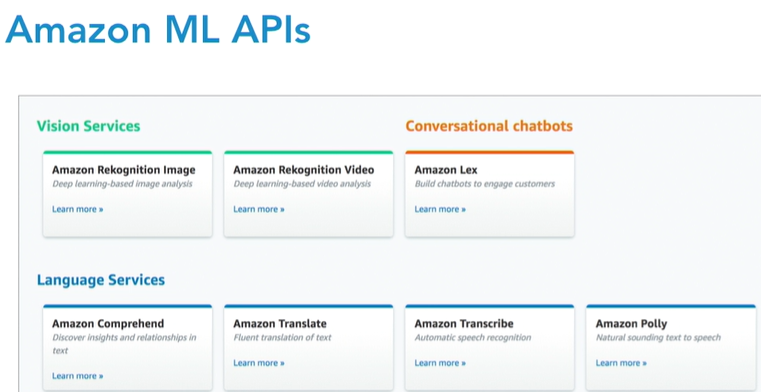 Amazon ML APIs
Vision Services
Conversational chatbots
Amazon Rekognition Image
Deep learning-based image analysis
Learn more »
Amazon Rekognition Video
Deep learning-based video analysis
Learn more »
Amazon Lex
Build chatbots to engage customers
Learn more »
Language Services
Amazon Comprehend
Discover insights and relationships in
text
Learn more »
Amazon Translate
Fluent translation of text
Learn more »
Amazon Transcribe
Automatic speech recognition
Learn more »
Amazon Polly
Natural sounding text to speech
Learn more »